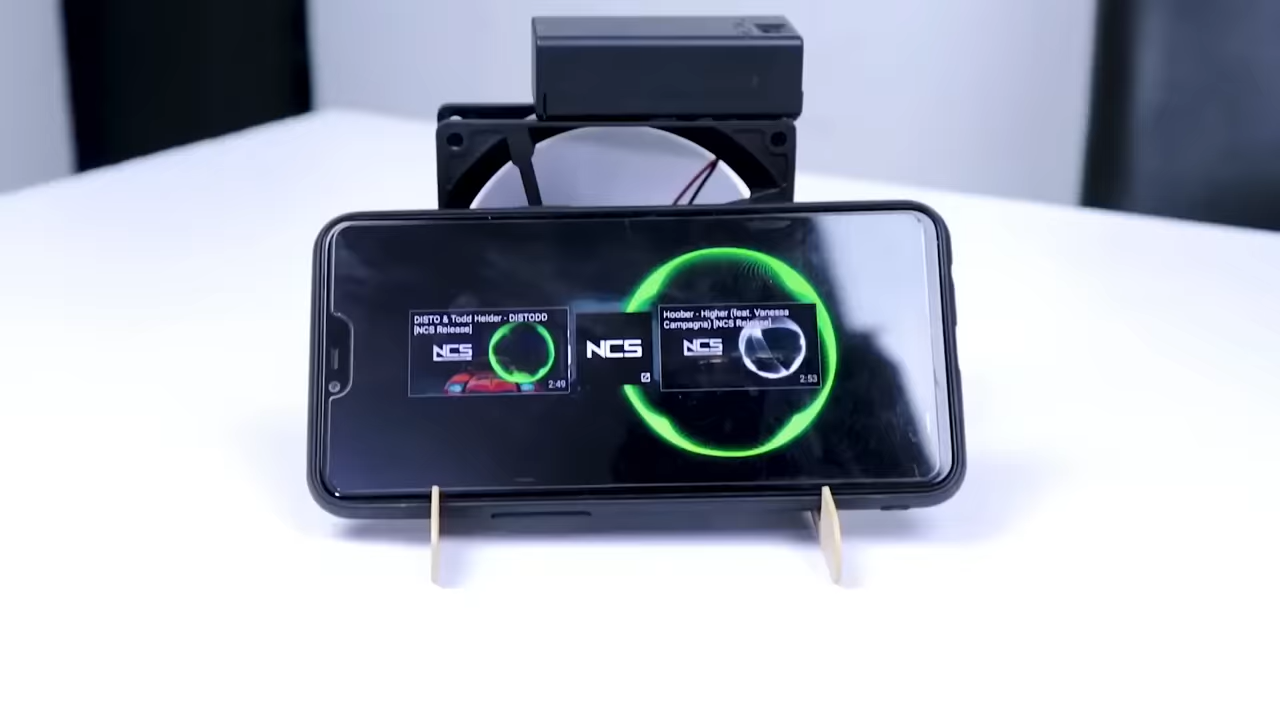 DISTO & Todd Helder - DISTODD
[NCS Release]
NCS
2:49
NCS
Hoober - Higher (feat. Vanessa
Campagna) [NCS Release]
NCS
2:53